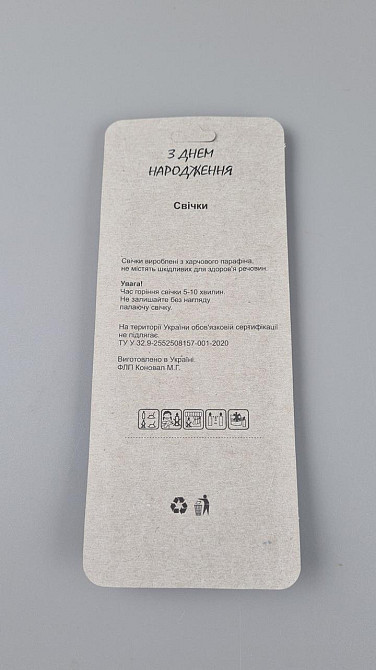 З ДНЕМ
НАРОДЖЕННЯ
Свічки
Свічки вироблені з харчового парафіна,
не містять шкідливих для здоров'я речовин.
Увага!
Час горіння свічки 5-10 хвилин.
Не залишайте без нагляду
палаючу свічку.
На території України обов'язковій сертифікації
не підлягає.
ТУ У 32.9-2552508157-001-2020
Виготовлено в Україні:
ФЛП Коновал М.Г.